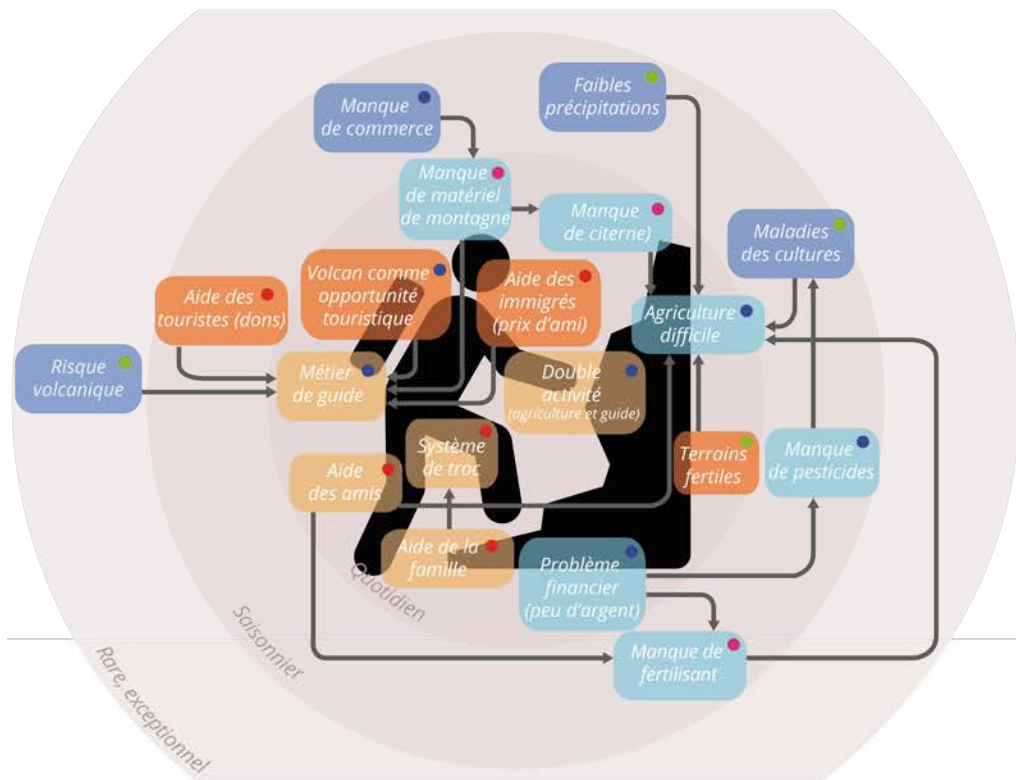 Faibles
précipitations
Manque
de commerce
Manque
de matériel
de montagne
Manque
de citerne)
Maladies
des cultures
Volcan comme
opportunité
touristique
Aide des
immigrés
(prix d'ami)
Aide des
touristes (dons)
Agriculture
difficile
Risque
volcanique
Métier
de guide
Double
activité
(agriculture et guide)
Système
de troc
Terrains
fertiles
Manque
de pesticides
Aide
des amis
Aide de la
famille
Problème
financier
(peu d'argent)
Manque de
fertilisant
Quotidien
Saisonnier
Rare, exceptionnel